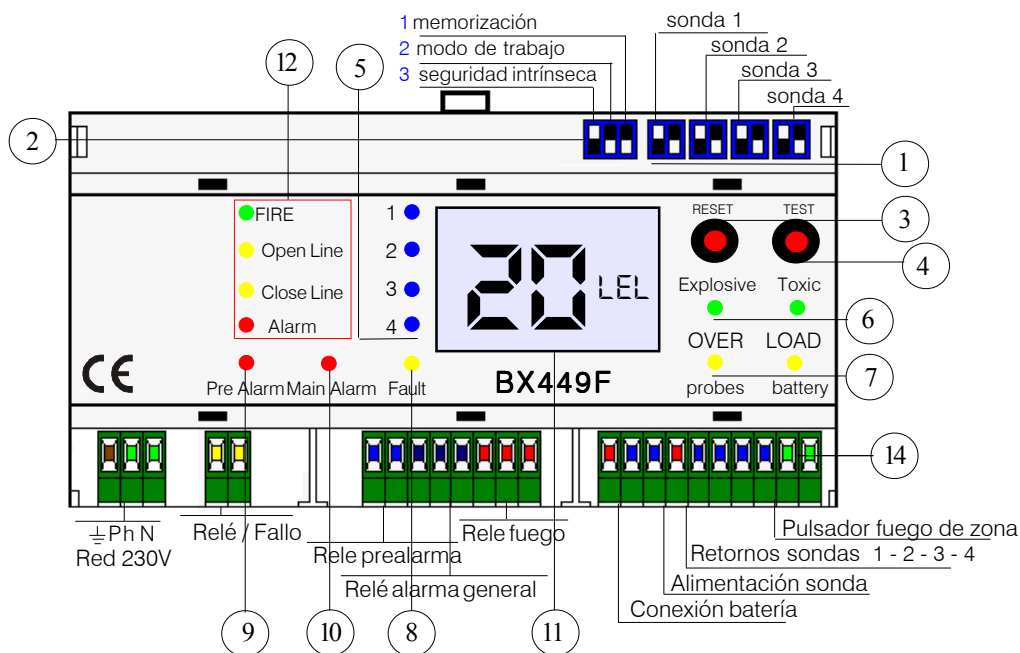 1 memorización
2 modo de trabajo
3 seguridad intrínseca
sonda 1
sonda 2
sonda 3
sonda 4
12
5
2
1
FIRE
Open Line
Close Line
Alarm
1
2
3
4
20 LEL
RESET
TEST
3
4
Explosive
Toxic
6
OVER
LOAD
probes
battery
7
CE
Pre Alarm
Main Alarm
Fault
BX449F
14
Ph N
Red 230V
Relé / Fallo
Rele prealarma
Relé alarma general
Rele fuego
Pulsador fuego de zona
Retornos sondas 1 - 2 - 3 - 4
Alimentación sonda
Conexión batería
9
10
8
11